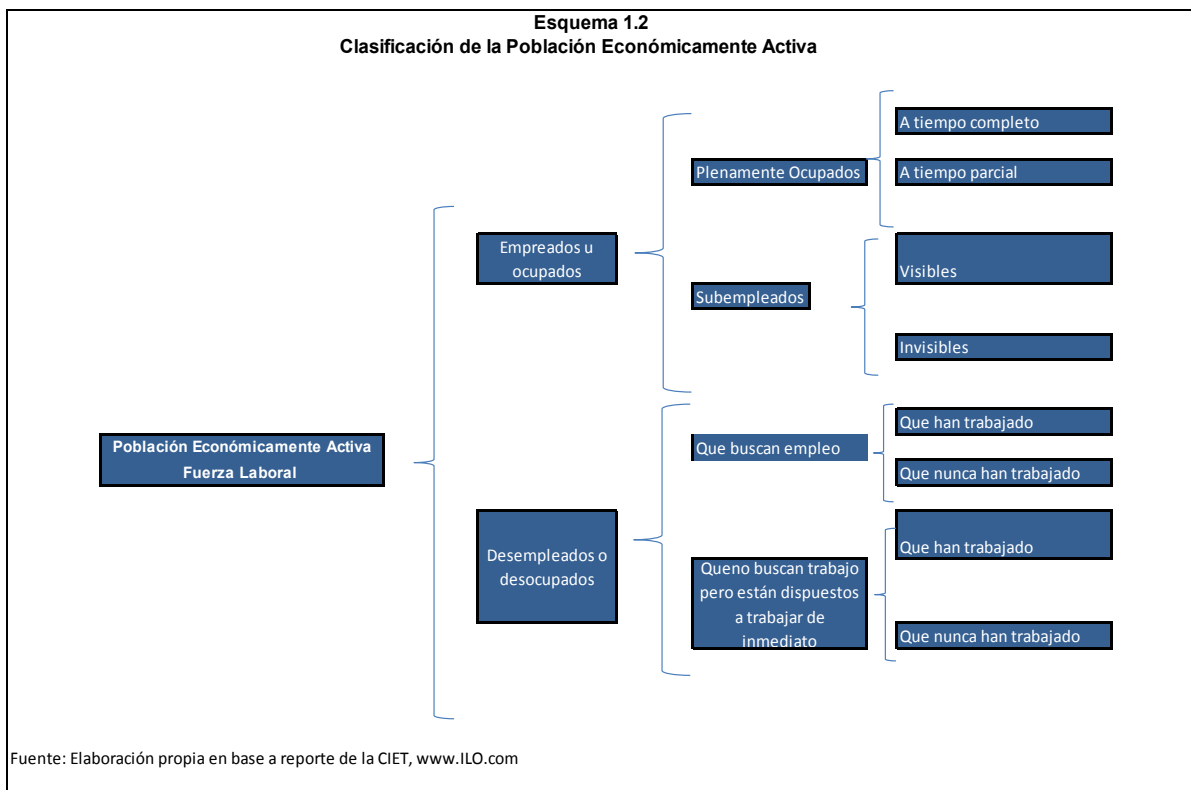 Esquema 1.2
Clasificación de la Población Económicamente Activa
A tiempo completo
Plenamente Ocupados
A tiempo parcial
Empreados u
ocupados
Visibles
Subempleados
Invisibles
Población Económicamente Activa
Fuerza Laboral
Que han trabajado
Que buscan empleo
Que nunca han trabajado
Desempleados o
desocupados
Que han trabajado
Queno buscan trabajo
pero están dispuestos
a trabajar de
inmediato
Que nunca han trabajado
Fuente: Elaboración propia en base a reporte de la CIET, www.ILO.com